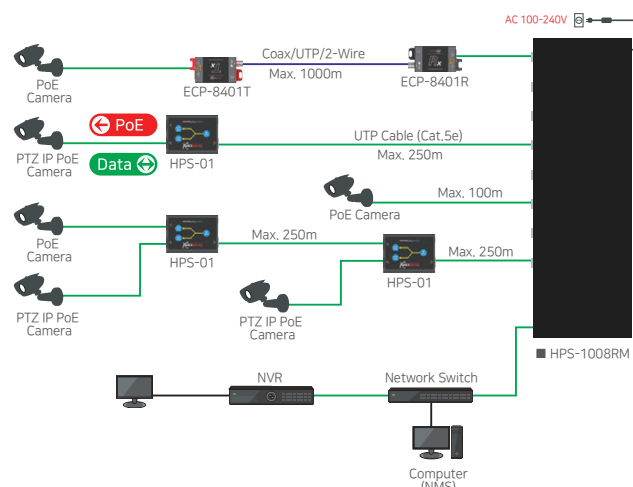 AC 100-240V
Coax/UTP/2-Wire
Max. 1000m
PoE
Camera
ECP-8401T
ECP-8401R
PoE
Data
PTZ IP PoE
Camera
HPS-01
UTP Cable (Cat.5e)
Max. 250m
Max. 100m
PoE Camera
PoE
Camera
HPS-01
Max. 250m
Max. 250m
HPS-01
PTZ IP PoE
Camera
PTZ IP PoE
Camera
HPS-1008RM
NVR
Network Switch
Computer
(NMS)